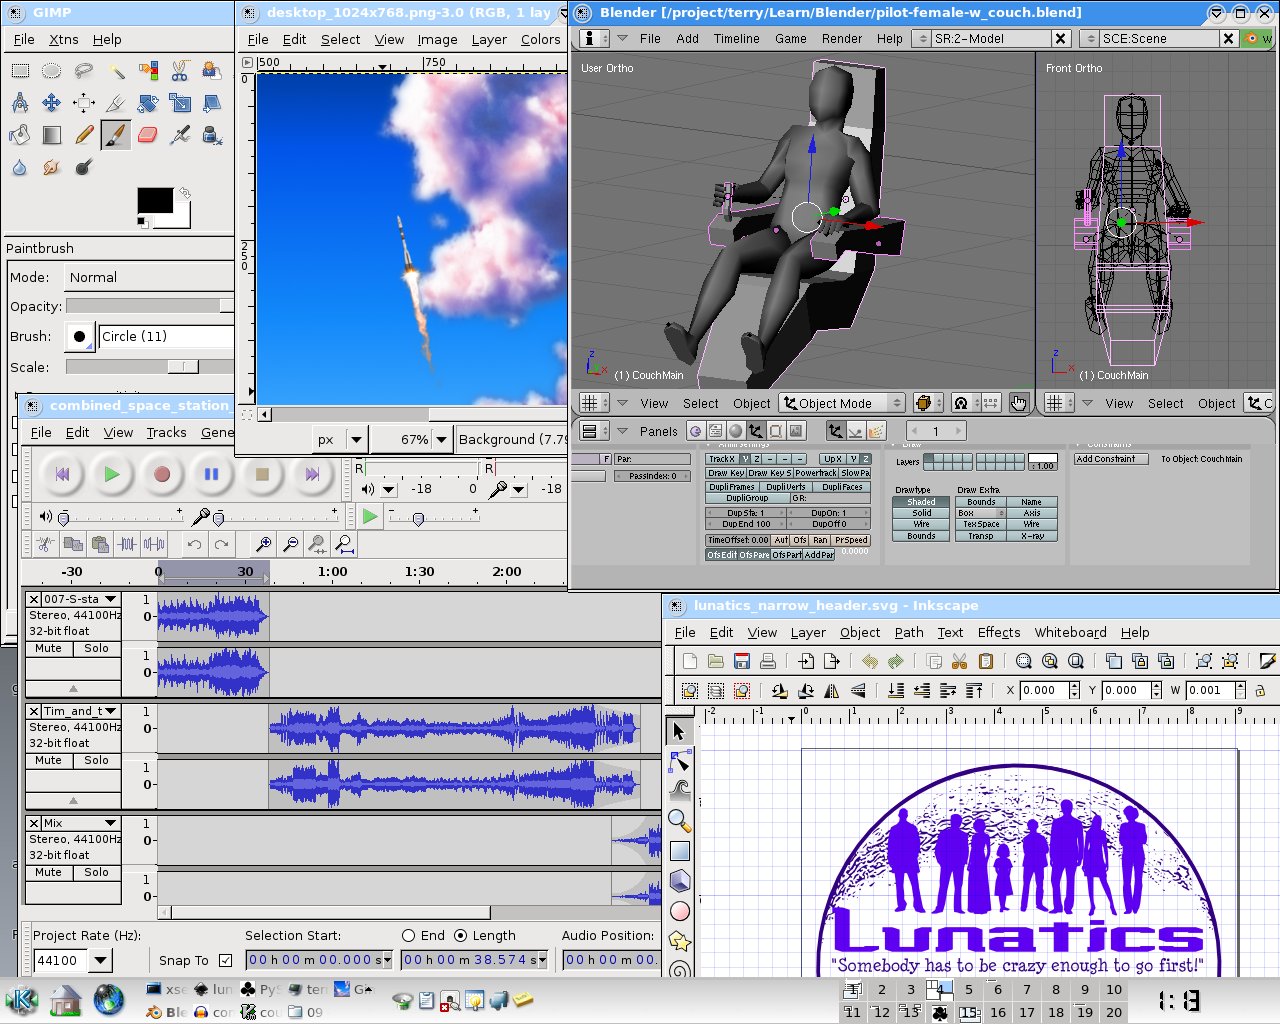 GIMP
File Xtns Help
Paintbrush
Mode: Normal
Opacity:
Brush: Circle (11)
Scale:
desktop_1024x768.png-3.0 (RGB, 1 lay
File Edit Select View Image Layer Colors
500 750
0
250
px 67% Background (7.79
Blender [/project/terry/Learn/Blender/pilot-female-w_couch.blend]
File Add Timeline Game Render Help SR:2-Model SCE:Scene
User Ortho
Front Ortho
(1) CouchMain
(1) CouchMain
View Select Object Object Mode
View Select Object
Panels 1
F Par:
PassIndex: 0
TrackX Y Z - - - UpX Y Z
Draw Key Draw Key S Powertrack Slow Pa
DupliFrames DupliVerts DupliFaces
DupliGroup GR:
DupSta: 1 DupOn: 1
DupEnd 100 DupOff 0
TimeOffset: 0.00 Aut Ofs Ran PrSpeed
OfsEdit OfsPare OfsPart AddPar 0.0000
Draw
Layers 1.00
Drawtype Draw Extra
Shaded Bounds Name
Solid Box Axis
Wire TexSpace Wire
Bounds Transp X-ray
Constraints
Add Constraint To Object: CouchMain
combined_space_station_
File Edit View Tracks Gene
R -18 0 R -18
-30 0 30 1:00 1:30 2:00
007-S-sta
Stereo, 44100Hz
32-bit float
Mute Solo
1
0
1
0
Tim_and_t
Stereo, 44100Hz
32-bit float
Mute Solo
1
0
1
0
Mix
Stereo, 44100Hz
32-bit float
Mute Solo
1
0
1
0
Project Rate (Hz): Selection Start: End Length Audio Position:
44100 Snap To 00 h 00 m 00.000 s 00 h 00 m 38.574 s 00 h 00 m 00.
lunatics_narrow_header.svg - Inkscape
File Edit View Layer Object Path Text Effects Whiteboard Help
X 0.000 Y 0.000 W 0.001
-2 -1 0 1 2 3 4 5 6 7 8 9
Lunatics
"Somebody has to be crazy enough to go first!"
xse lun PyS ten Gi
Ble con cou 09
1 2 3 4 5 6 7 8 9 10
11 12 13 15 16 17 18 19 20
1:13